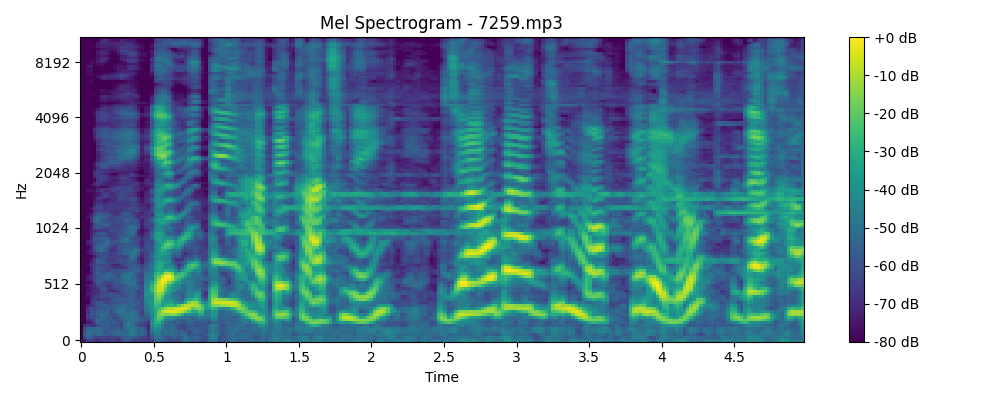 Mel Spectrogram - 7259.mp3
Hz
8192
4096
2048
1024
512
0
0
0.5
1
1.5
2
2.5
3
3.5
4
4.5
Time
+0 dB
-10 dB
-20 dB
-30 dB
-40 dB
-50 dB
-60 dB
-70 dB
-80 dB